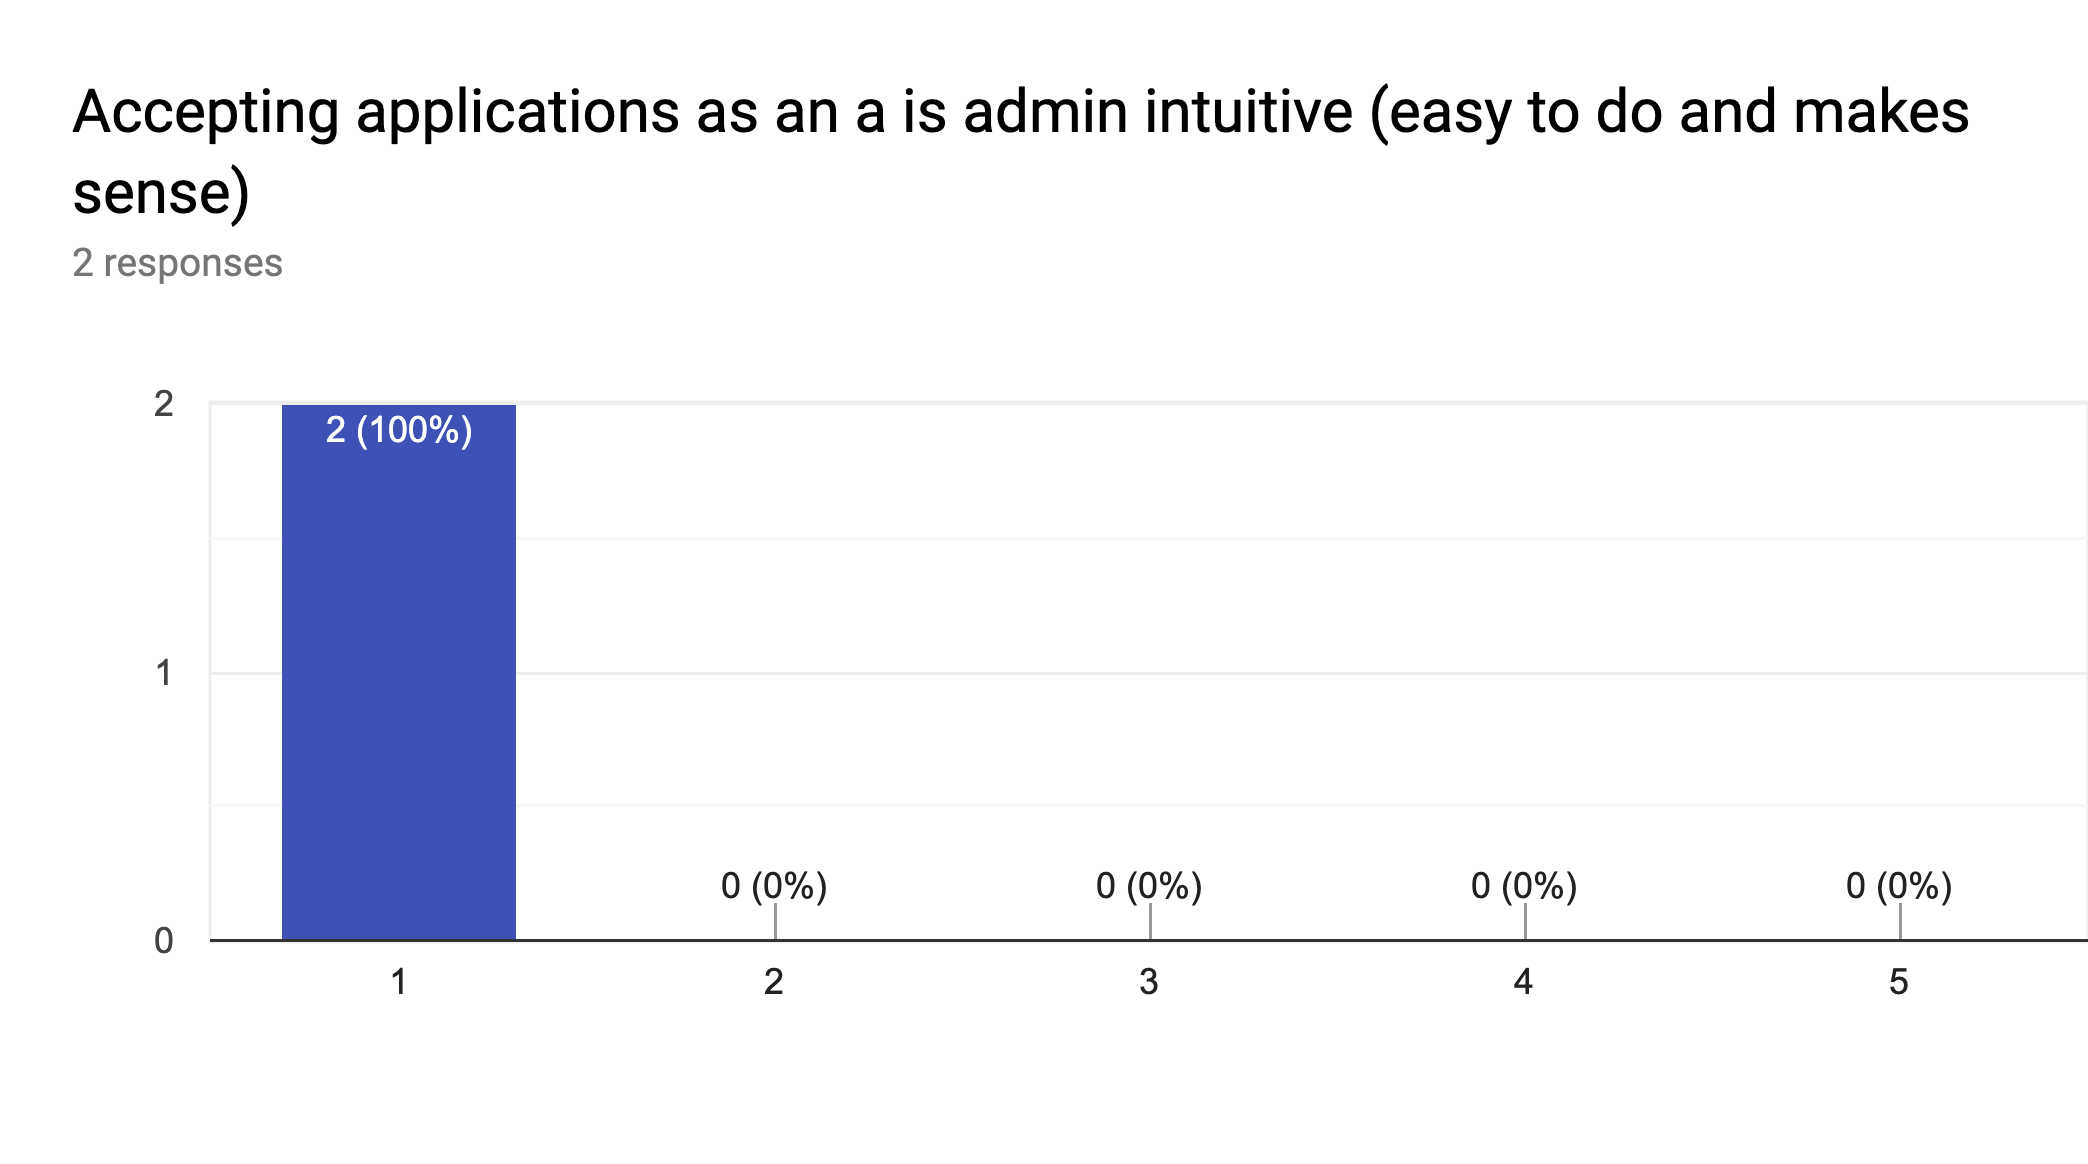 Accepting applications as an a is admin intuitive (easy to do and makes
sense)
2 responses
2
2 (100%)
1
0 (0%) 0 (0%) 0 (0%) 0 (0%)
0
1 2 3 4 5